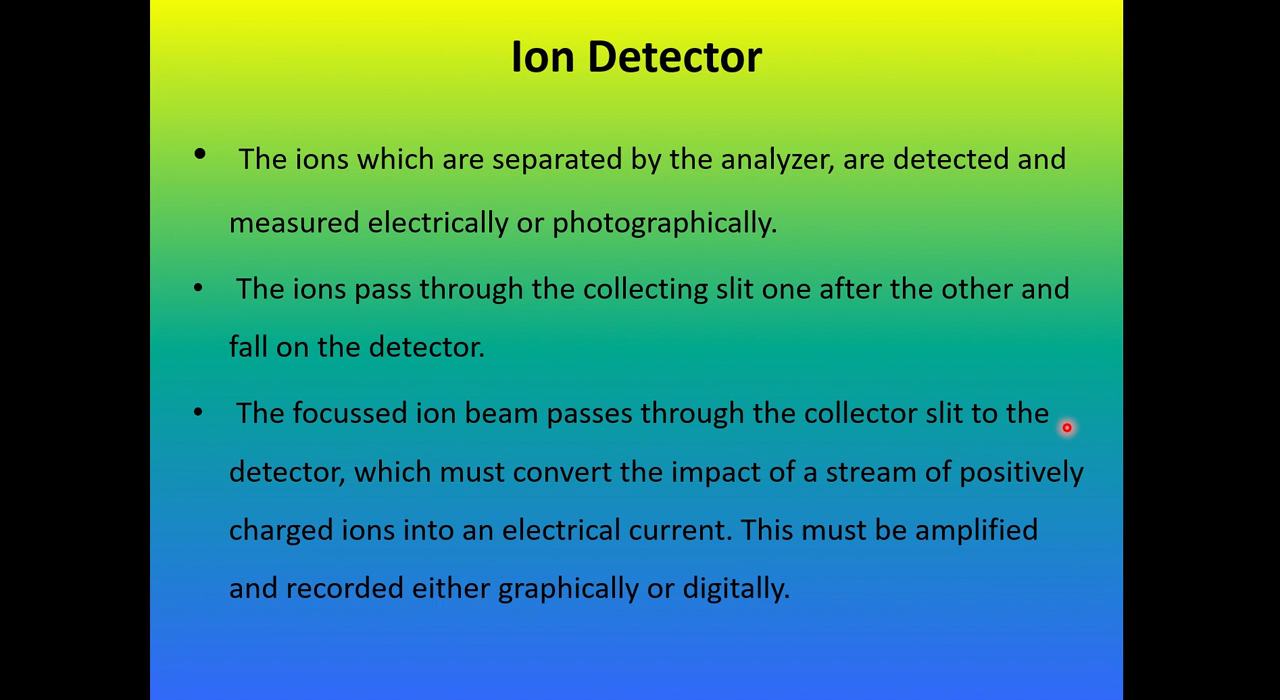 Ion Detector
• The ions which are separated by the analyzer, are detected and
measured electrically or photographically.
• The ions pass through the collecting slit one after the other and
fall on the detector.
• The focussed ion beam passes through the collector slit to the
detector, which must convert the impact of a stream of positively
charged ions into an electrical current. This must be amplified
and recorded either graphically or digitally.